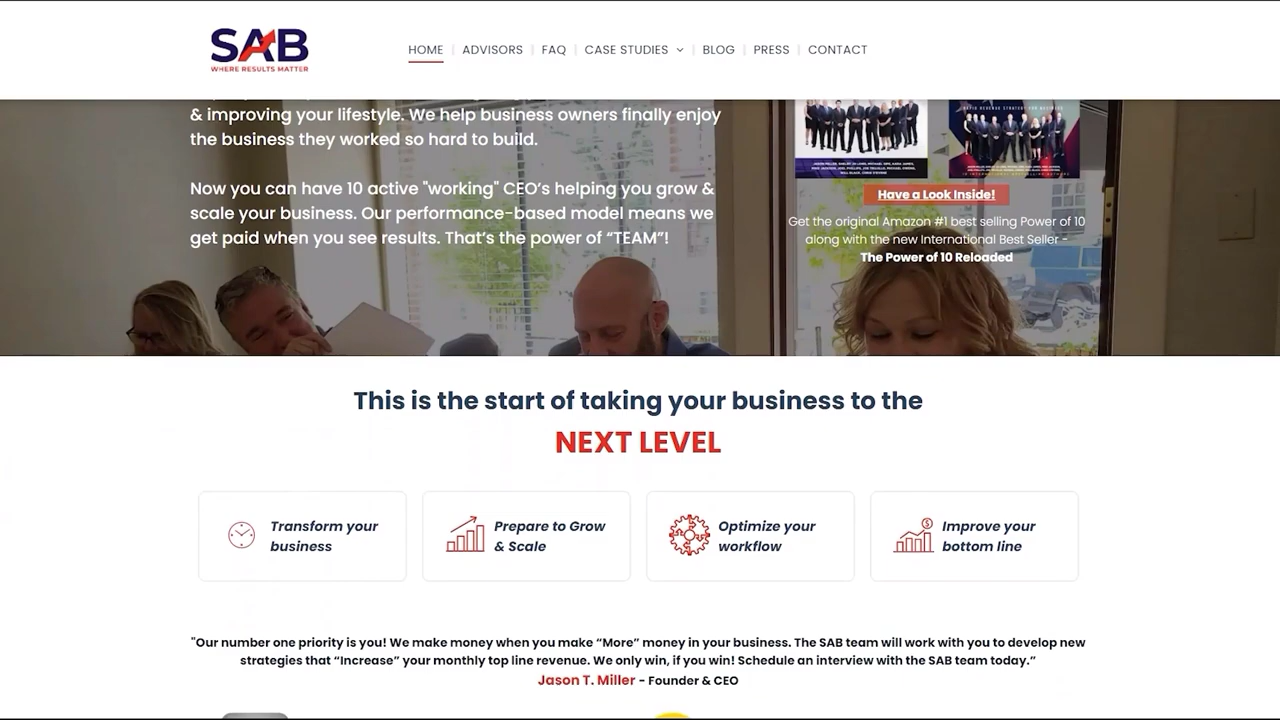 SAB
WHERE RESULTS MATTER
HOME
ADVISORS
FAQ
CASE STUDIES
BLOG
PRESS
CONTACT
& improving your lifestyle. We help business owners finally enjoy
the business they worked so hard to build.
Now you can have 10 active "working" CEO’s helping you grow &
scale your business. Our performance-based model means we
get paid when you see results. That’s the power of “TEAM”!
Have a Look Inside!
Get the original Amazon #1 best selling Power of 10
along with the new International Best Seller -
The Power of 10 Reloaded
This is the start of taking your business to the
NEXT LEVEL
Transform your
business
Prepare to Grow
& Scale
Optimize your
workflow
Improve your
bottom line
"Our number one priority is you! We make money when you make “More” money in your business. The SAB team will work with you to develop new
strategies that “Increase” your monthly top line revenue. We only win, if you win! Schedule an interview with the SAB team today.”
Jason T. Miller - Founder & CEO